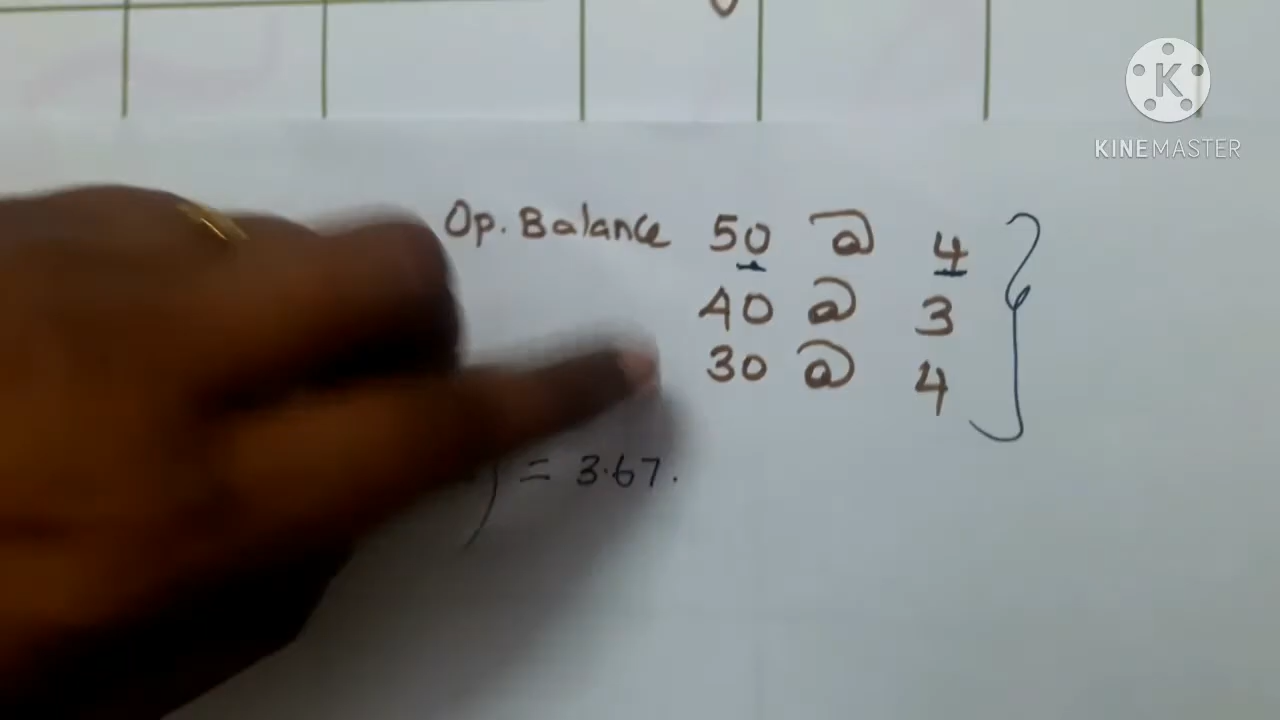 K
KINEMASTER
Op. Balance 50 @ 4
40 @ 3
30 @ 4
) = 3.67.